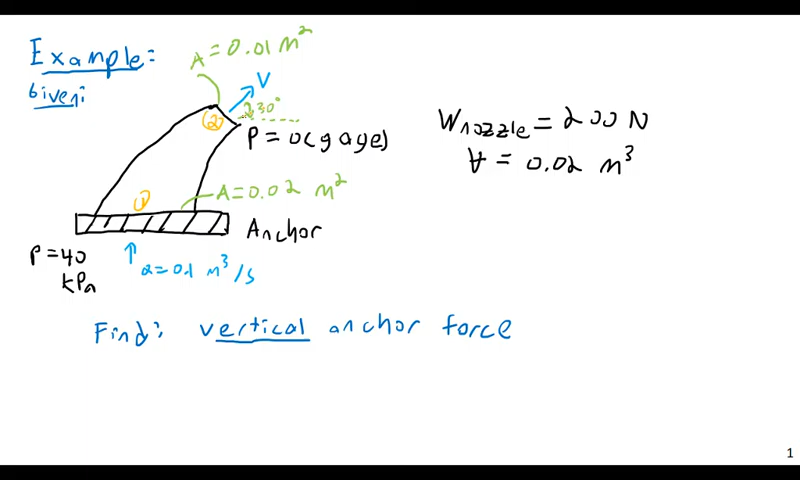 Example:
Given:
A = 0.01 m²
V
30°
②
P = 0 (gage)
A = 0.02 m²
①
Anchor
P = 40
kPa
Q = 0.1 m³/s
W nozzle = 200 N
V = 0.02 m³
Find: vertical anchor force
1